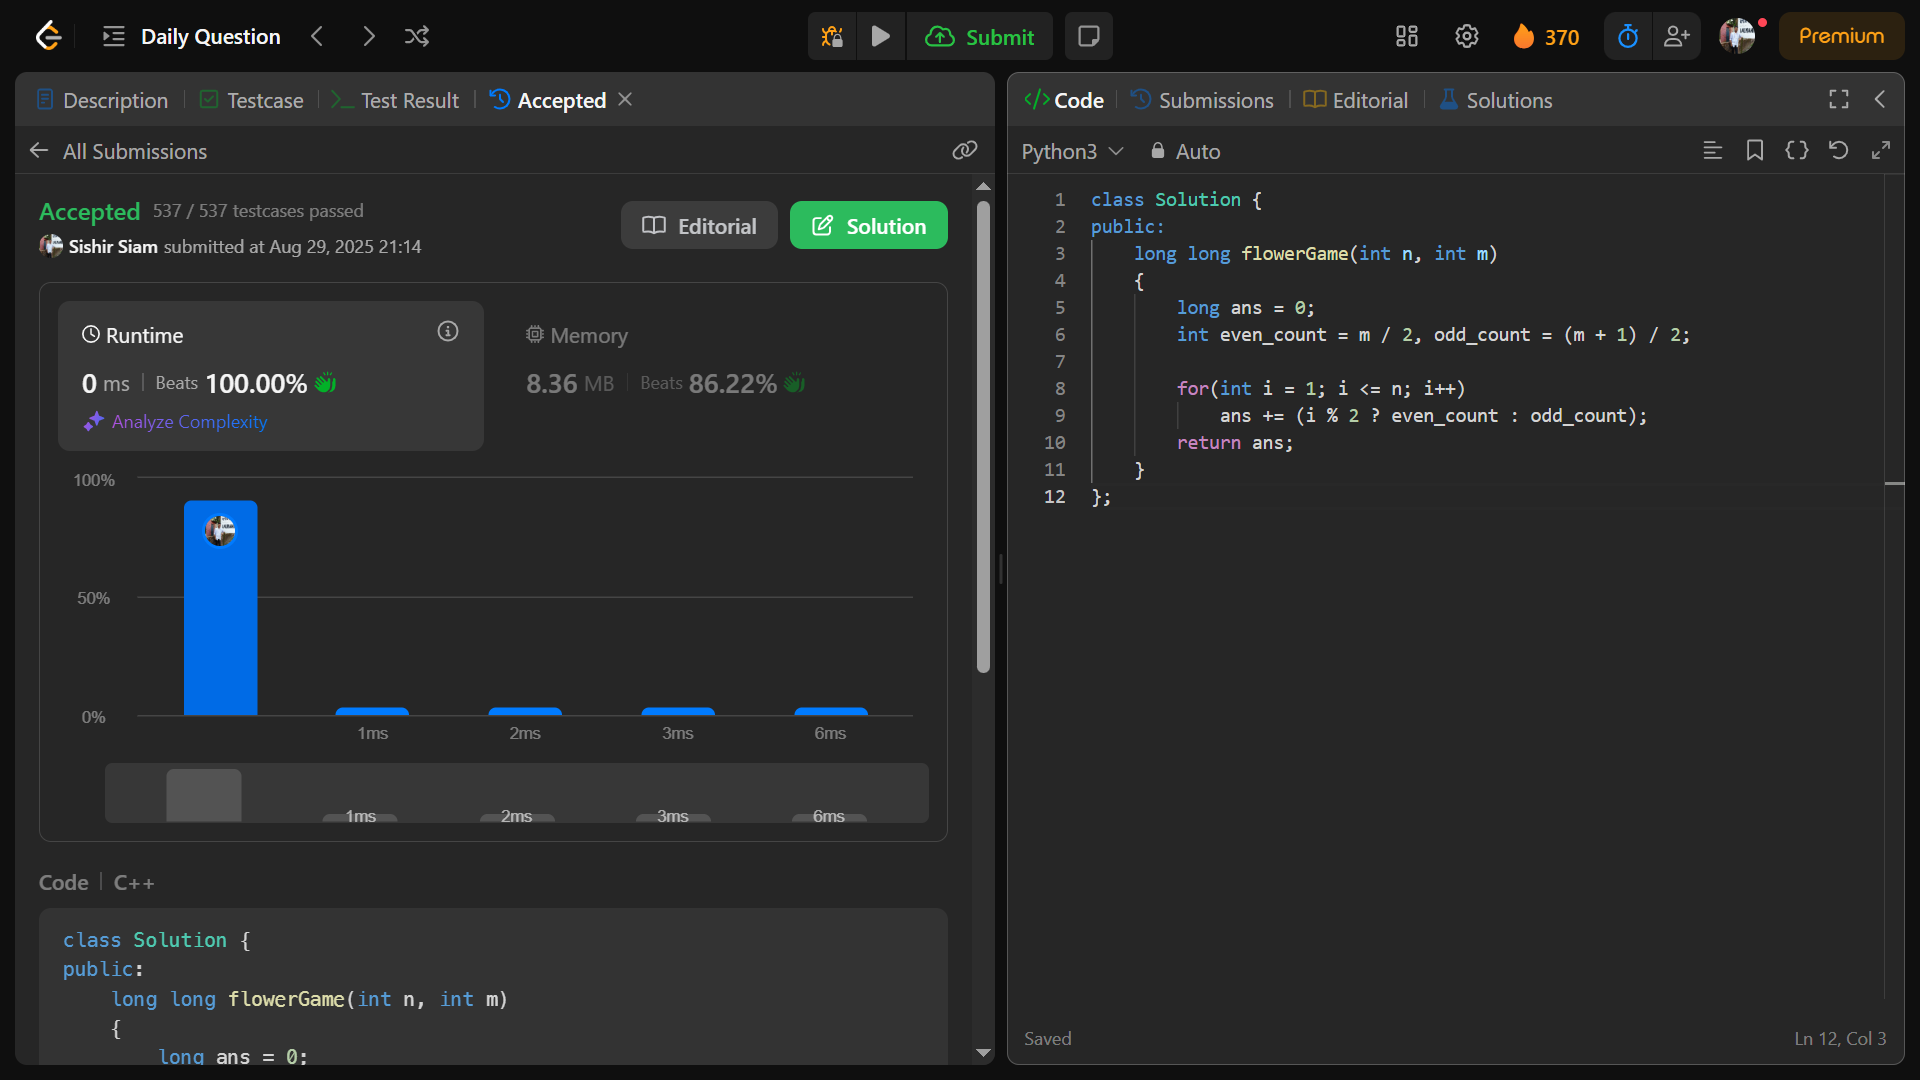 Daily Question
Submit
370
Premium
Description
Testcase
Test Result
Accepted
All Submissions
Accepted 537 / 537 testcases passed
Sishir Siam submitted at Aug 29, 2025 21:14
Editorial
Solution
Runtime
0 ms Beats 100.00%
Analyze Complexity
Memory
8.36 MB Beats 86.22%
100%
50%
0%
1ms 2ms 3ms 6ms
1ms 2ms 3ms 6ms
Code C++
class Solution {
public:
long long flowerGame(int n, int m)
{
long ans = 0;
</> Code
Submissions
Editorial
Solutions
Python3
Auto
1 class Solution {
2 public:
3 long long flowerGame(int n, int m)
4 {
5 long ans = 0;
6 int even_count = m / 2, odd_count = (m + 1) / 2;
7
8 for(int i = 1; i <= n; i++)
9 ans += (i % 2 ? even_count : odd_count);
10 return ans;
11 }
12 };
Saved
Ln 12, Col 3